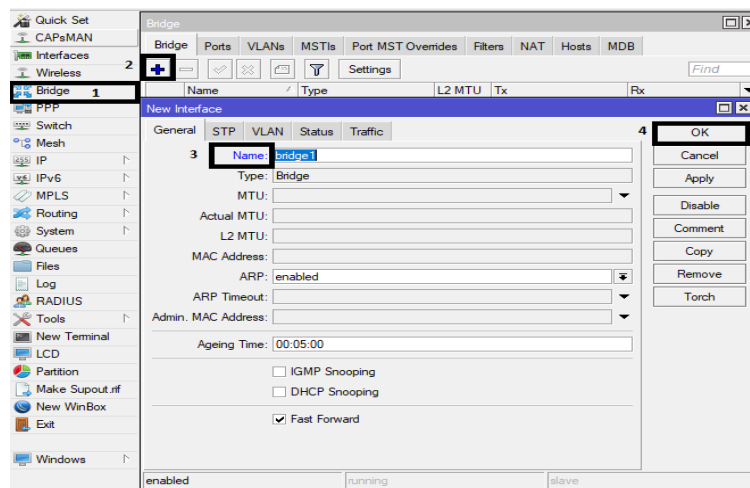 Quick Set
CAPsMAN
Interfaces
Wireless
2
Bridge 1
PPP
Switch
Mesh
IP
IPv6
MPLS
Routing
System
Queues
Files
Log
RADIUS
Tools
New Terminal
LCD
Partition
Make Supout.rif
New WinBox
Exit
Windows
Bridge
Bridge Ports VLANs MSTIs Port MST Overrides Filters NAT Hosts MDB
Settings Find
Name / Type L2 MTU Tx Rx
New Interface
General STP VLAN Status Traffic
4 OK
3 Name: bridge1
Cancel
Type: Bridge
Apply
MTU:
Disable
Actual MTU:
Comment
L2 MTU:
Copy
MAC Address:
Remove
ARP: enabled
Torch
ARP Timeout:
Admin. MAC Address:
Ageing Time: 00:05:00
IGMP Snooping
DHCP Snooping
Fast Forward
enabled running slave